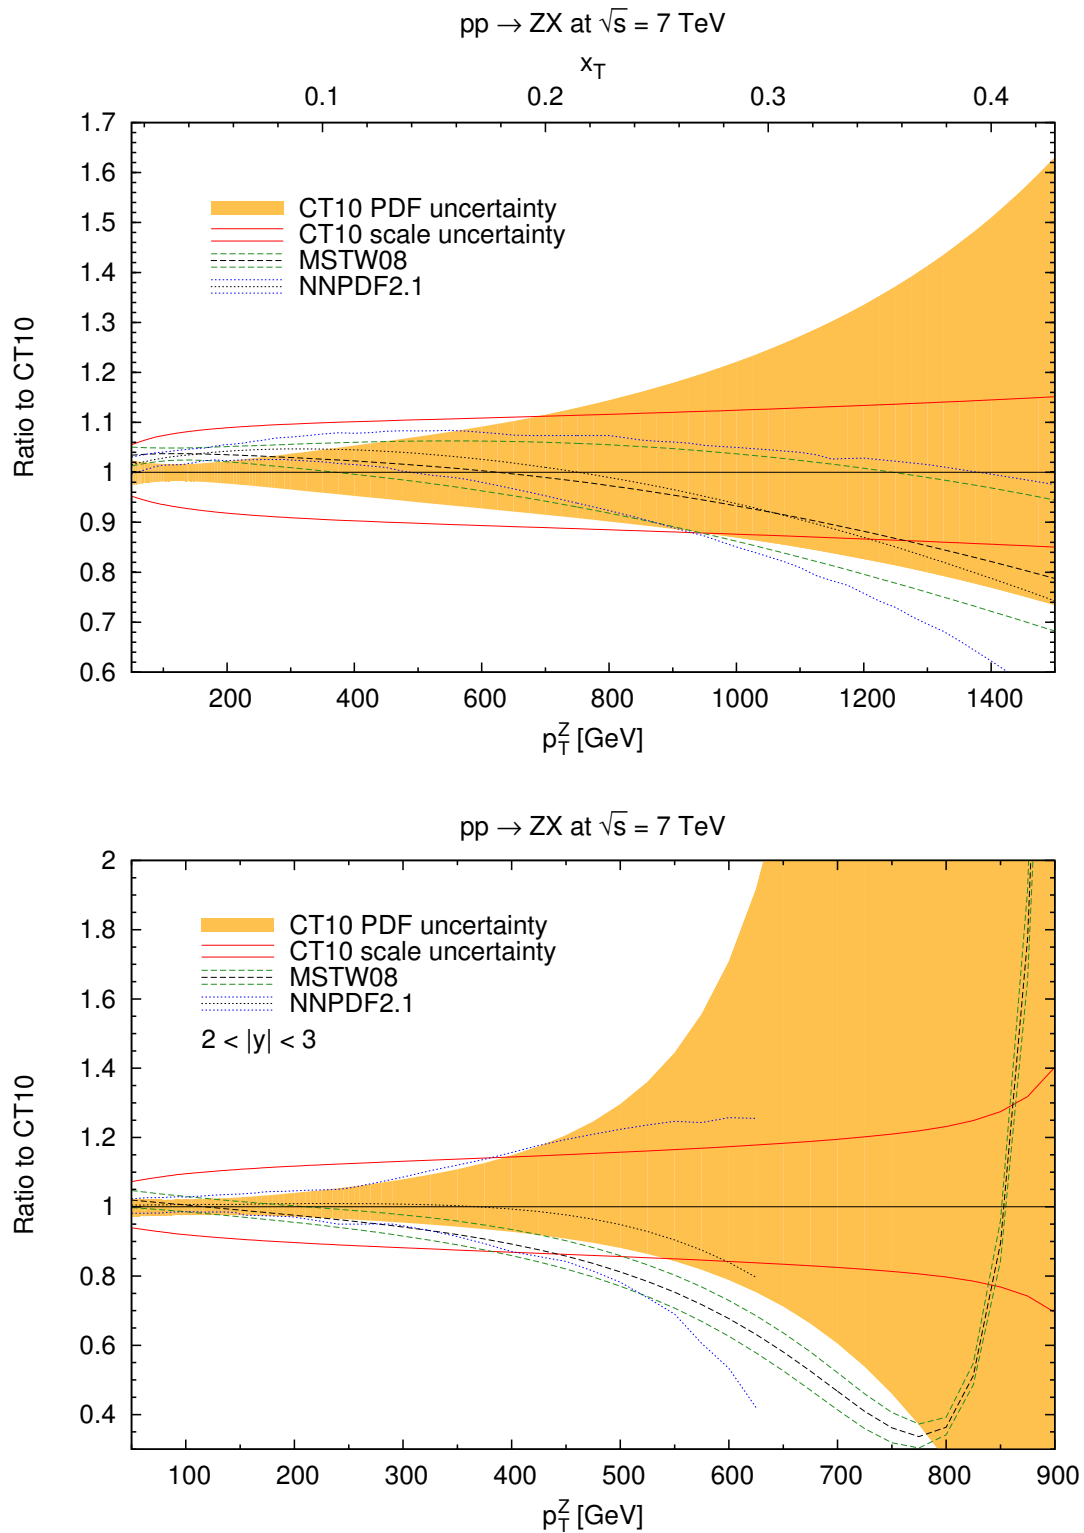 pp → ZX at √s = 7 TeV
x_T
0.1 0.2 0.3 0.4
1.7
1.6
1.5
1.4
1.3
1.2
1.1
1
0.9
0.8
0.7
0.6
Ratio to CT10
CT10 PDF uncertainty
CT10 scale uncertainty
MSTW08
NNPDF2.1
200 400 600 800 1000 1200 1400
p_T^Z [GeV]
pp → ZX at √s = 7 TeV
2
1.8
1.6
1.4
1.2
1
0.8
0.6
0.4
Ratio to CT10
CT10 PDF uncertainty
CT10 scale uncertainty
MSTW08
NNPDF2.1
2 < |y| < 3
100 200 300 400 500 600 700 800 900
p_T^Z [GeV]